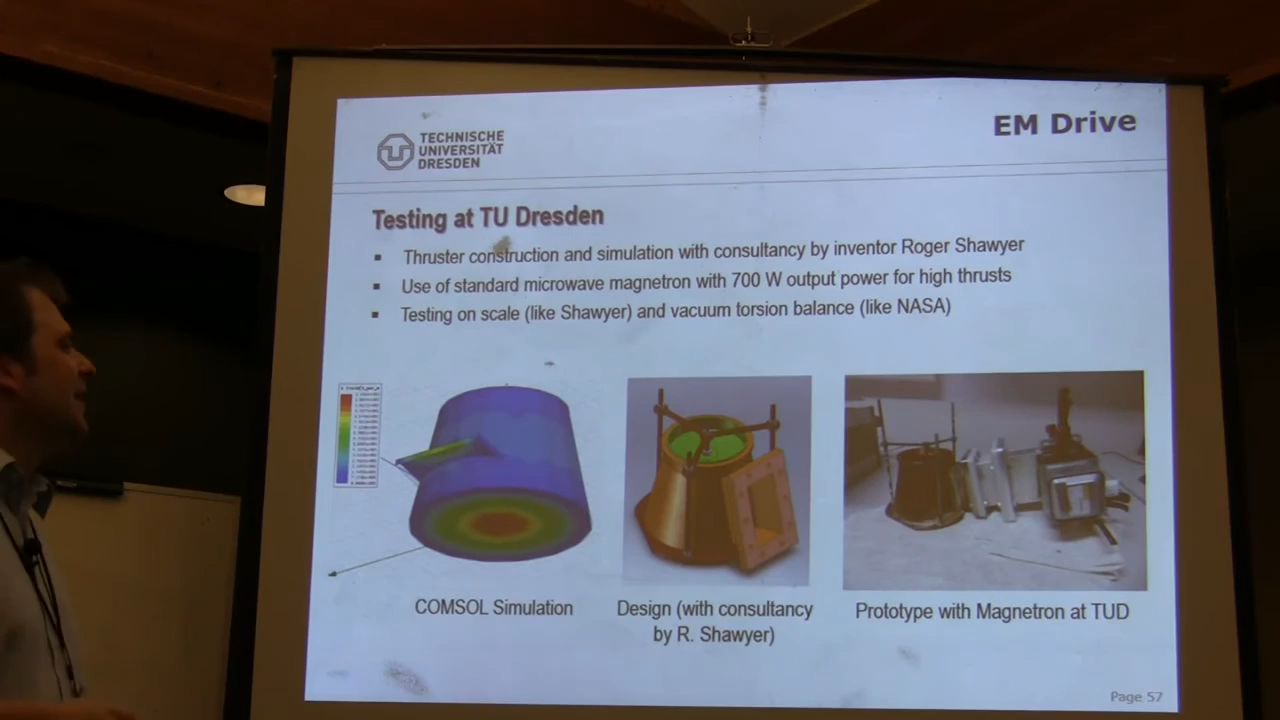 TECHNISCHE
UNIVERSITÄT
DRESDEN
EM Drive
Testing at TU Dresden
Thruster construction and simulation with consultancy by inventor Roger Shawyer
Use of standard microwave magnetron with 700 W output power for high thrusts
Testing on scale (like Shawyer) and vacuum torsion balance (like NASA)
COMSOL Simulation
Design (with consultancy
by R. Shawyer)
Prototype with Magnetron at TUD
Page 57